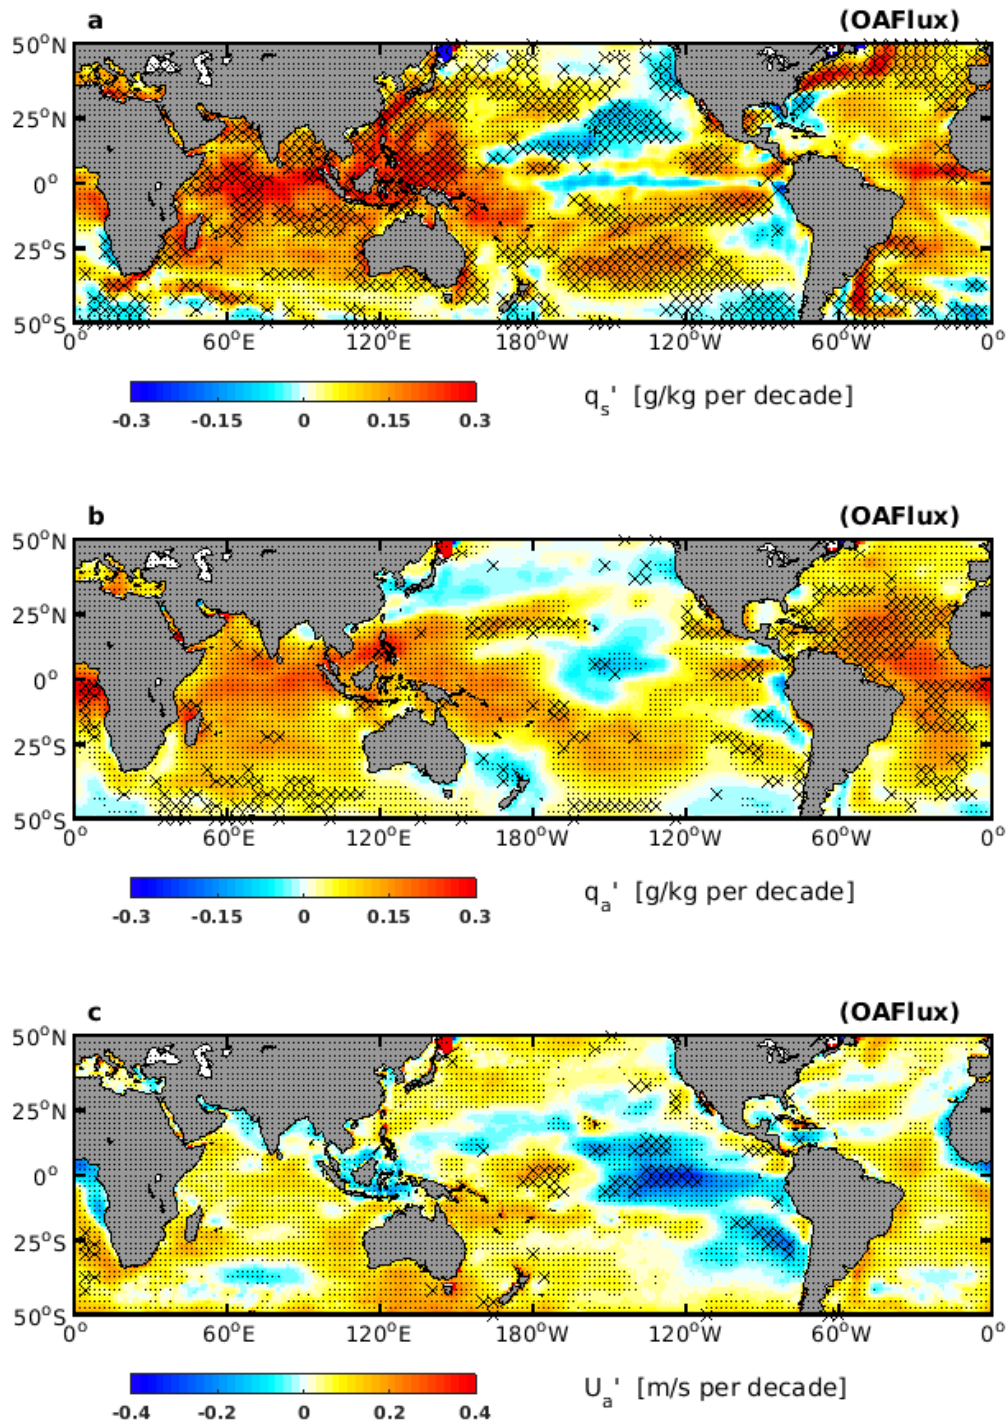 a (OAFlux)
50°N
25°N
0°
25°S
50°S
0° 60°E 120°E 180°W 120°W 60°W 0°
-0.3 -0.15 0 0.15 0.3
qs' [g/kg per decade]
b (OAFlux)
50°N
25°N
0°
25°S
50°S
0° 60°E 120°E 180°W 120°W 60°W 0°
-0.3 -0.15 0 0.15 0.3
qa' [g/kg per decade]
c (OAFlux)
50°N
25°N
0°
25°S
50°S
0° 60°E 120°E 180°W 120°W 60°W 0°
-0.4 -0.2 0 0.2 0.4
Ua' [m/s per decade]